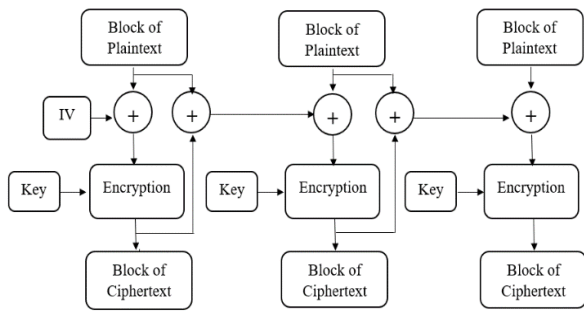 Block of
Plaintext
Block of
Plaintext
Block of
Plaintext
IV
+
+
+
+
+
Key
Encryption
Key
Encryption
Key
Encryption
Block of
Ciphertext
Block of
Ciphertext
Block of
Ciphertext